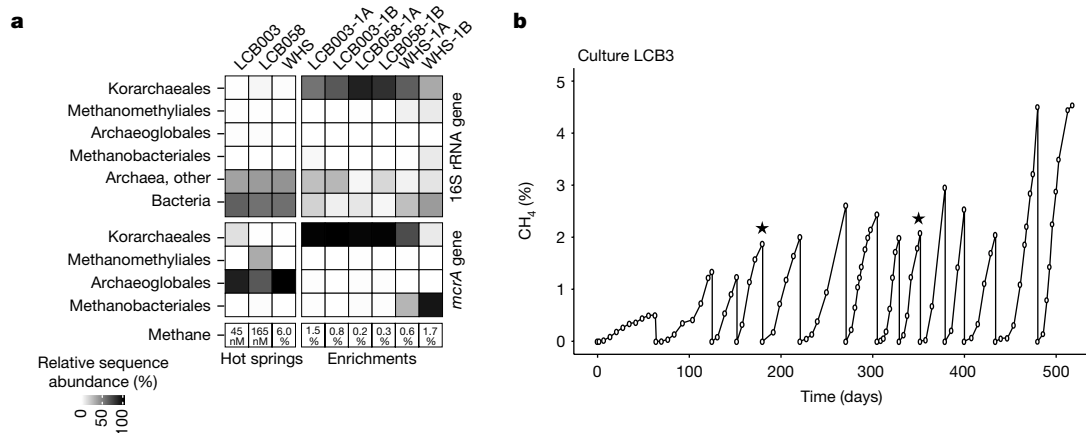 a
LCB003
LCB058
WHS
LCB003-1A
LCB003-1B
LCB058-1A
LCB058-1B
WHS-1A
WHS-1B
Korarchaeales
Methanomethyliales
Archaeoglobales
Methanobacteriales
Archaea, other
Bacteria
16S rRNA gene
Korarchaeales
Methanomethyliales
Archaeoglobales
Methanobacteriales
mcrA gene
Methane
45 nM
165 nM
6.0 %
1.5 %
0.8 %
0.2 %
0.3 %
0.6 %
1.7 %
Hot springs
Enrichments
Relative sequence
abundance (%)
0
50
100
b
Culture LCB3
5
4
3
2
1
0
CH₄ (%)
0 100 200 300 400 500
Time (days)